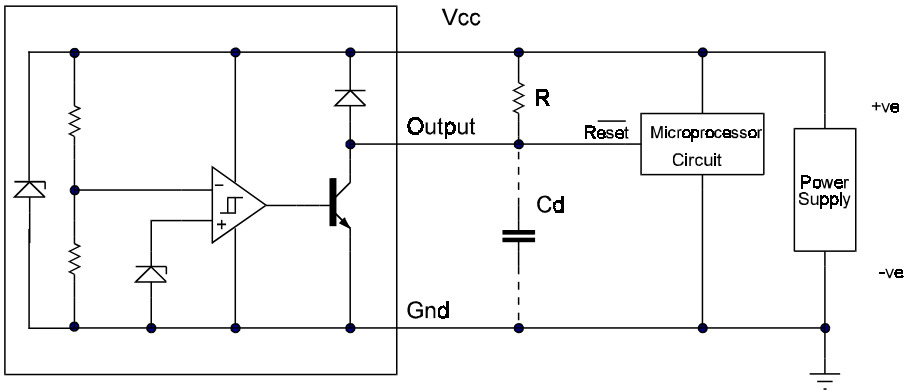 Vcc
R
+ve
Output
Reset
Microprocessor
Circuit
Power
Supply
−
+
Cd
-ve
Gnd